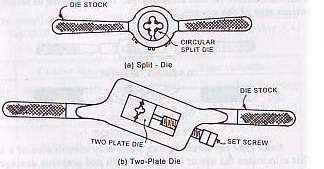 DIE STOCK
CIRCULAR
SPLIT DIE
(a) Split - Die
DIE STOCK
TWO PLATE DIE
SET SCREW
(b) Two-Plate Die